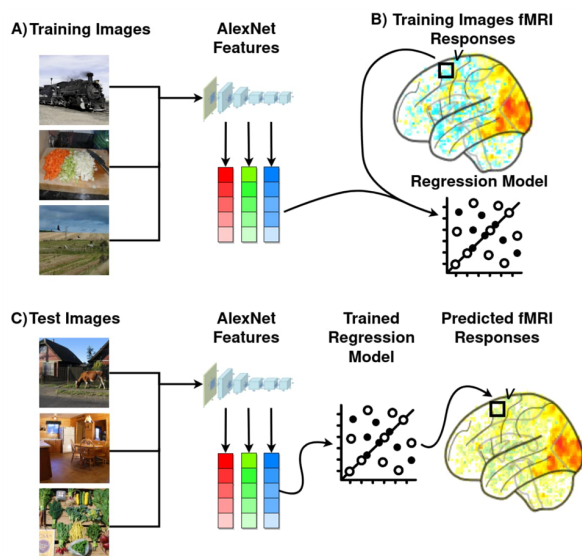 A) Training Images
AlexNet
Features
B) Training Images fMRI
Responses
V
Regression Model
C) Test Images
AlexNet
Features
Trained
Regression
Model
Predicted fMRI
Responses
V